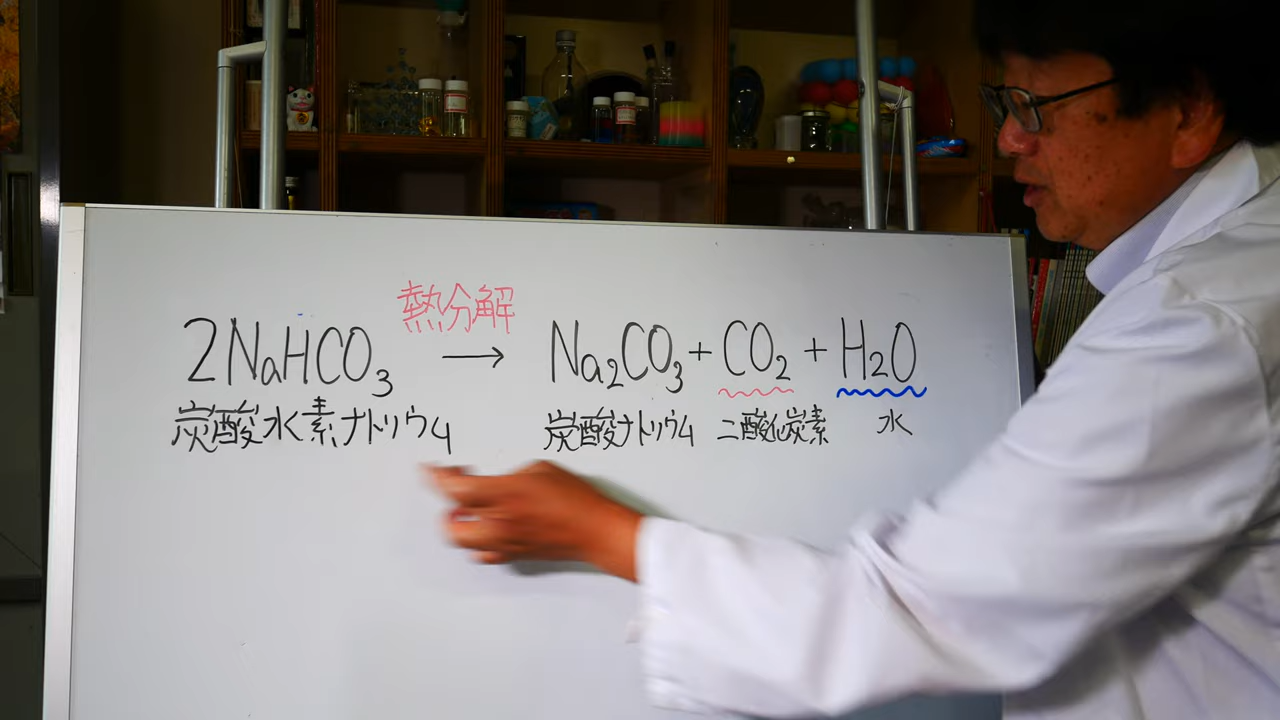 熱分解
2NaHCO₃ → Na₂CO₃ + CO₂ + H₂O
炭酸水素ナトリウム 炭酸ナトリウム 二酸化炭素 水